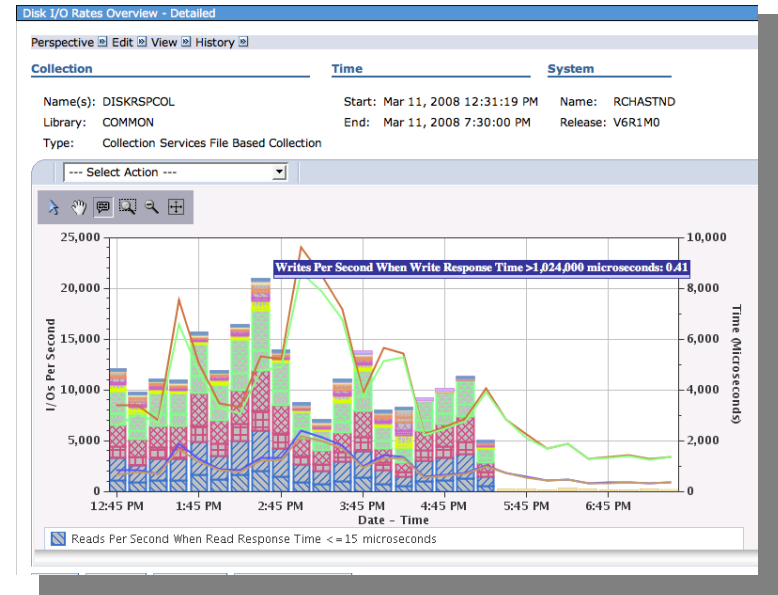 Disk I/O Rates Overview - Detailed
Perspective Edit View History
Collection Time System
Name(s): DISKRSPCOL Start: Mar 11, 2008 12:31:19 PM Name: RCHASTND
Library: COMMON End: Mar 11, 2008 7:30:00 PM Release: V6R1M0
Type: Collection Services File Based Collection
--- Select Action ---
25,000 10,000
Writes Per Second When Write Response Time >1,024,000 microseconds: 0.41
20,000 8,000
15,000 6,000
10,000 4,000
5,000 2,000
0 0
I/Os Per Second
Time (Microseconds)
12:45 PM 1:45 PM 2:45 PM 3:45 PM 4:45 PM 5:45 PM 6:45 PM
Date - Time
Reads Per Second When Read Response Time <=15 microseconds